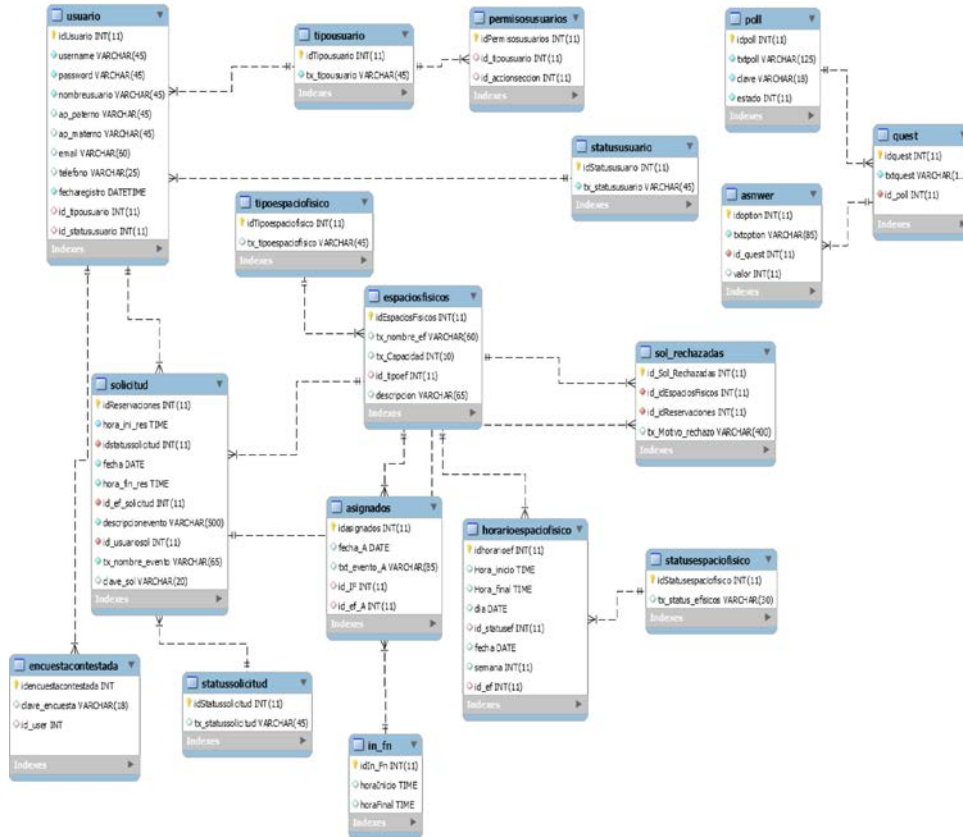 usuario
idUsuario INT(11)
username VARCHAR(45)
password VARCHAR(45)
nombreusuario VARCHAR(45)
ap_paterno VARCHAR(45)
ap_materno VARCHAR(45)
email VARCHAR(60)
telefono VARCHAR(25)
fecharegistro DATETIME
id_tipousuario INT(11)
id_statususuario INT(11)
Indexes
tipousuario
idTipousuario INT(11)
tx_tipousuario VARCHAR(45)
Indexes
permisosusuarios
idPermisosusuarios INT(11)
id_tipousuario INT(11)
id_accionseccion INT(11)
Indexes
poll
idpoll INT(11)
txtpoll VARCHAR(125)
clave VARCHAR(18)
estado INT(11)
Indexes
quest
idquest INT(11)
txtquest VARCHAR(1...
id_poll INT(11)
Indexes
statususuario
idStatususuario INT(11)
tx_statususuario VARCHAR(45)
Indexes
asnwer
idoption INT(11)
txtoption VARCHAR(85)
id_quest INT(11)
valor INT(11)
Indexes
tipoespaciofisico
idTipoespaciofisico INT(11)
tx_tipoespaciofisico VARCHAR(45)
Indexes
espaciosfisicos
idEspaciosFisicos INT(11)
tx_nombre_ef VARCHAR(60)
tx_Capacidad INT(10)
id_tipoef INT(11)
descripcion VARCHAR(65)
Indexes
sol_rechazadas
id_Sol_Rechazadas INT(11)
id_idEspaciosFisicos INT(11)
id_idReservaciones INT(11)
tx_Motivo_rechazo VARCHAR(400)
Indexes
solicitud
idReservaciones INT(11)
hora_ini_res TIME
idstatussolicitud INT(11)
fecha DATE
hora_fin_res TIME
id_ef_solicitud INT(11)
descripcionevento VARCHAR(500)
id_usuariosol INT(11)
tx_nombre_evento VARCHAR(65)
clave_sol VARCHAR(20)
Indexes
asignados
idasignados INT(11)
fecha_A DATE
txt_evento_A VARCHAR(85)
INT(11)
id_ef_A INT(11)
Indexes
horarioespaciofisico
idhorarioef INT(11)
Hora_inicio TIME
Hora_final TIME
dia DATE
id_statusef INT(11)
fecha DATE
semana INT(11)
id_ef INT(11)
Indexes
statusespaciofisico
idStatusespaciofisico INT(11)
tx_status_efisicos VARCHAR(30)
Indexes
encuestacontestada
idencuestacontestada INT
clave_encuesta VARCHAR(18)
id_user INT
Indexes
statussolicitud
idStatussolicitud INT(11)
tx_statussolicitud VARCHAR(45)
Indexes
in_fn
idIn_Fn INT(11)
horaInicio TIME
horaFinal TIME